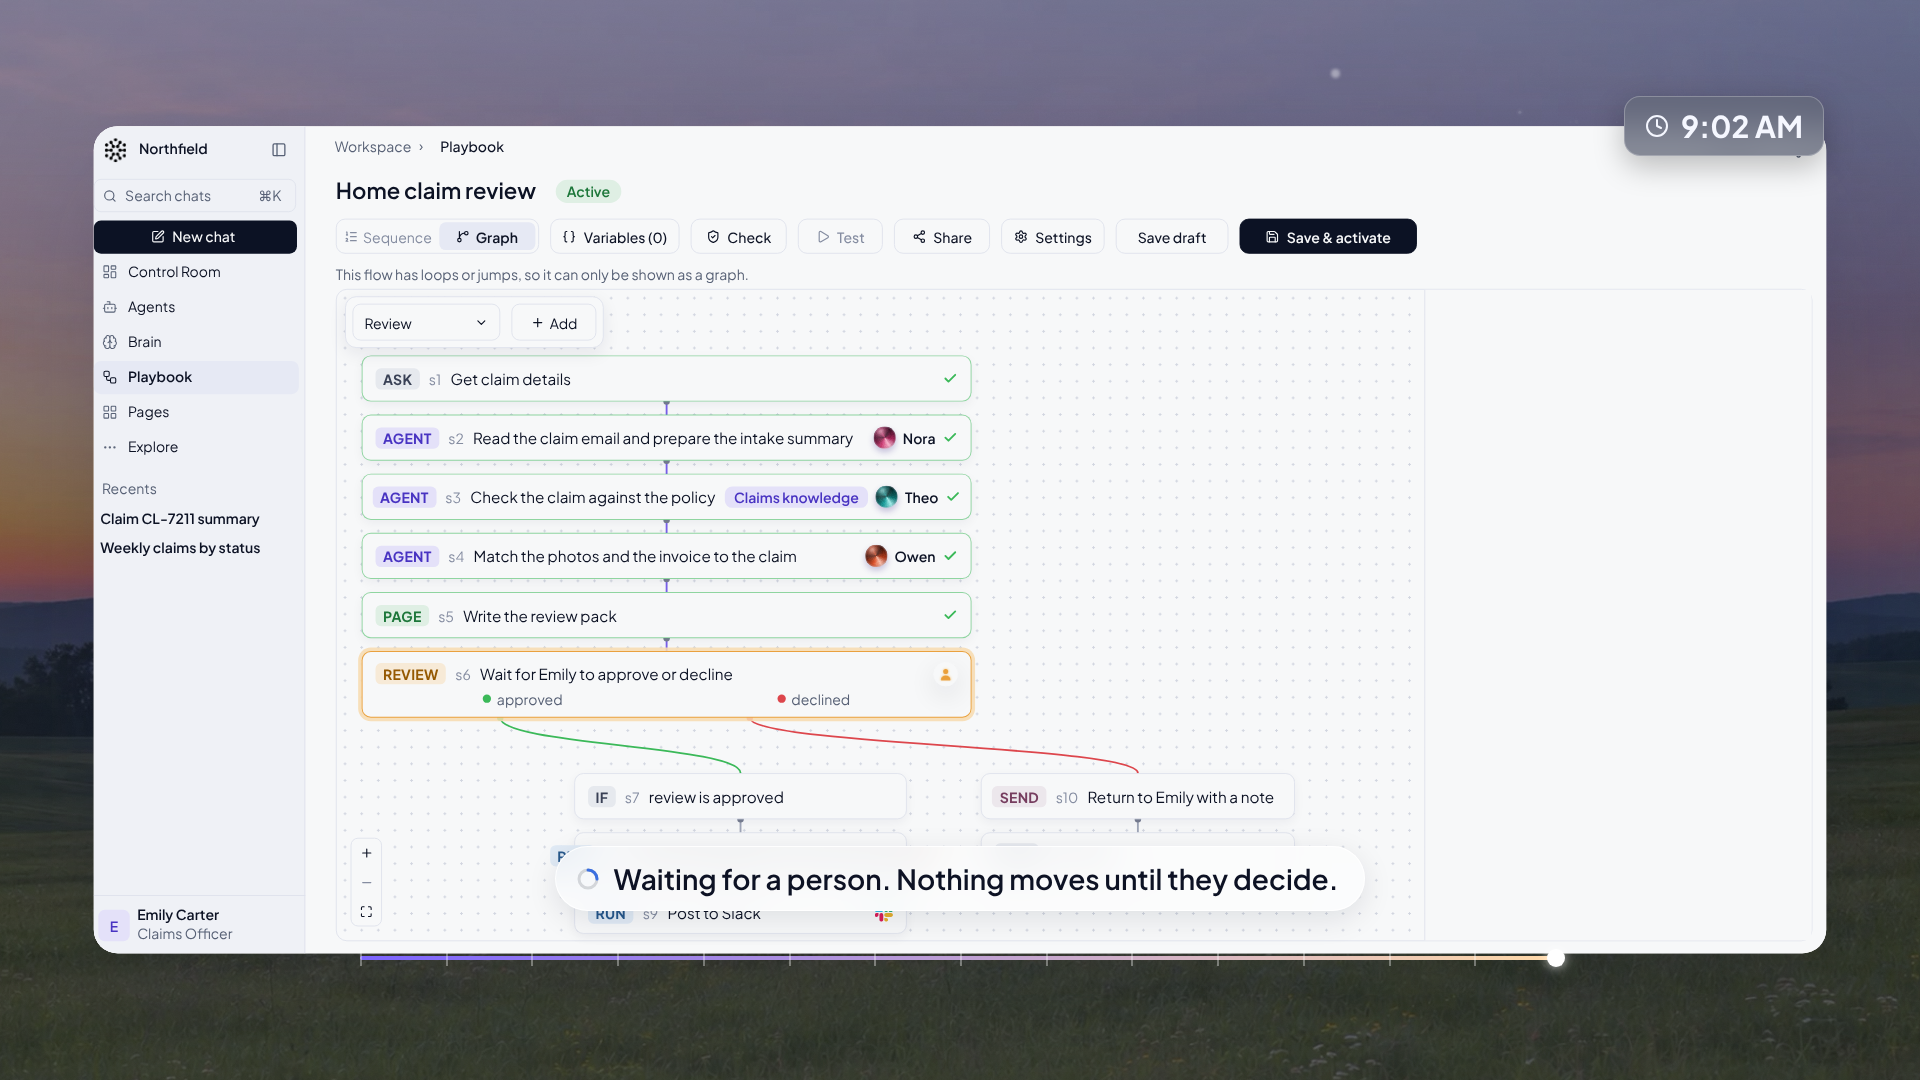 9:02 AM
Northfield
Search chats ⌘K
New chat
Control Room
Agents
Brain
Playbook
Pages
Explore
Recents
Claim CL-7211 summary
Weekly claims by status
E
Emily Carter
Claims Officer
Workspace › Playbook
Home claim review Active
Sequence Graph Variables (0) Check Test Share Settings Save draft Save & activate
This flow has loops or jumps, so it can only be shown as a graph.
Review + Add
ASK s1 Get claim details
AGENT s2 Read the claim email and prepare the intake summary Nora
AGENT s3 Check the claim against the policy Claims knowledge Theo
AGENT s4 Match the photos and the invoice to the claim Owen
PAGE s5 Write the review pack
REVIEW s6 Wait for Emily to approve or decline
approved declined
IF s7 review is approved
SEND s10 Return to Emily with a note
Waiting for a person. Nothing moves until they decide.
RUN s9 Post to Slack